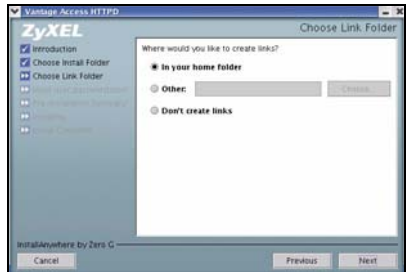 Vantage Access HTTPD
ZyXEL
Choose Link Folder
Introduction
Choose Install Folder
Choose Link Folder
Where would you like to create links?
In your home folder
Other:
Choose...
Don't create links
InstallAnywhere by Zero G
Cancel
Previous
Next